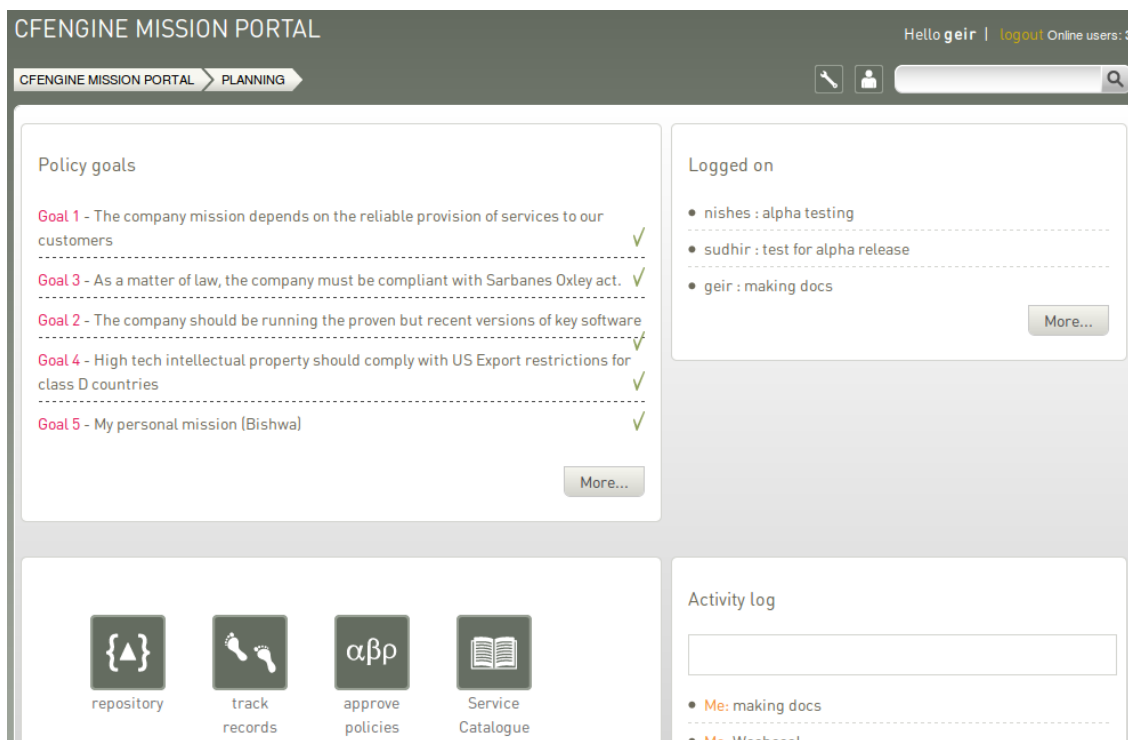 CFENGINE MISSION PORTAL
Hello geir | logout Online users:
CFENGINE MISSION PORTAL PLANNING
Policy goals
Goal 1 - The company mission depends on the reliable provision of services to our
customers
Goal 3 - As a matter of law, the company must be compliant with Sarbanes Oxley act.
Goal 2 - The company should be running the proven but recent versions of key software
Goal 4 - High tech intellectual property should comply with US Export restrictions for
class D countries
Goal 5 - My personal mission (Bishwa)
More...
Logged on
nishes : alpha testing
sudhir : test for alpha release
geir : making docs
More...
{▲}
αβρ
repository
track
records
approve
policies
Service
Catalogue
Activity log
Me: making docs